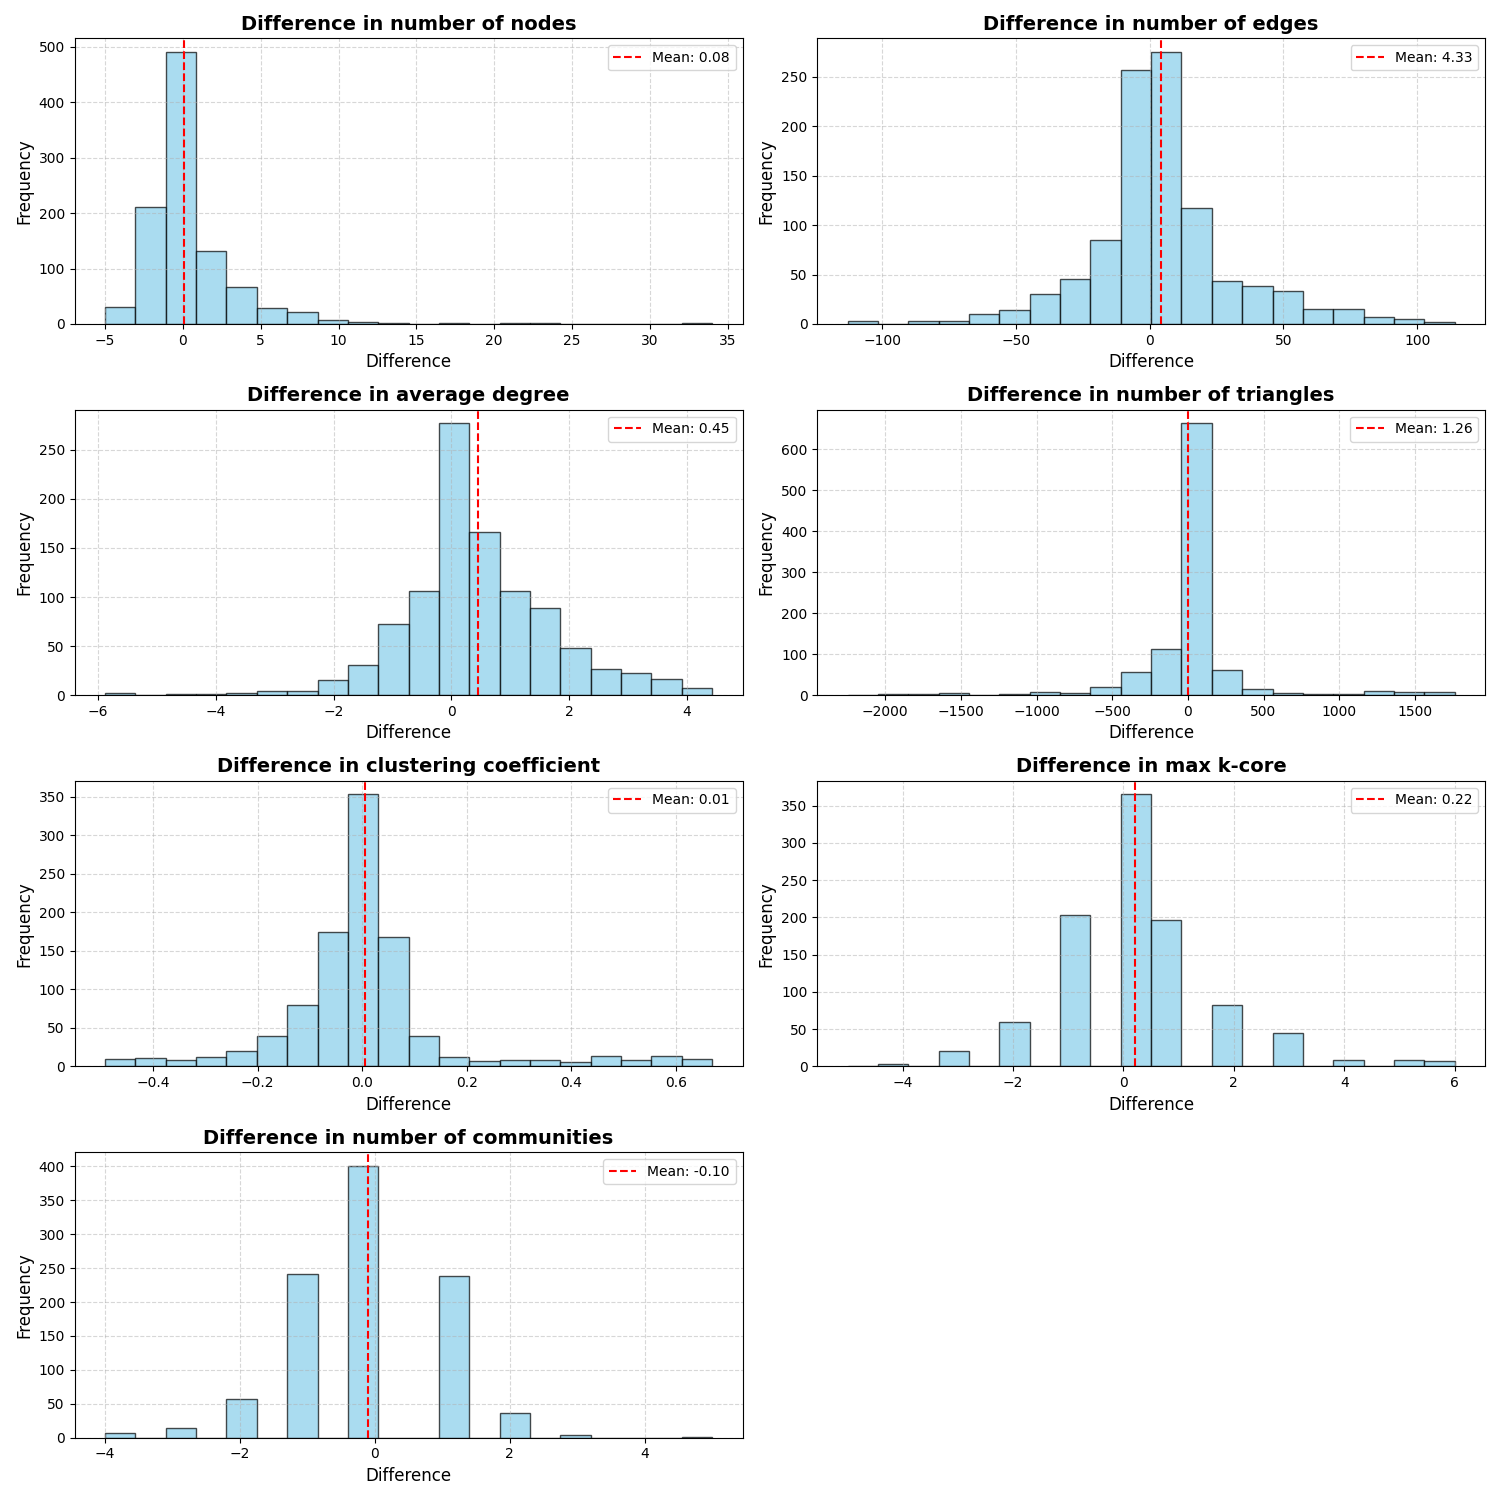 Difference in number of nodes
Mean: 0.08
Frequency
500
400
300
200
100
0
−5 0 5 10 15 20 25 30 35
Difference
Difference in number of edges
Mean: 4.33
Frequency
250
200
150
100
50
0
−100 −50 0 50 100
Difference
Difference in average degree
Mean: 0.45
Frequency
250
200
150
100
50
0
−6 −4 −2 0 2 4
Difference
Difference in number of triangles
Mean: 1.26
Frequency
600
500
400
300
200
100
0
−2000 −1500 −1000 −500 0 500 1000 1500
Difference
Difference in clustering coefficient
Mean: 0.01
Frequency
350
300
250
200
150
100
50
0
−0.4 −0.2 0.0 0.2 0.4 0.6
Difference
Difference in max k-core
Mean: 0.22
Frequency
350
300
250
200
150
100
50
0
−4 −2 0 2 4 6
Difference
Difference in number of communities
Mean: -0.10
Frequency
400
350
300
250
200
150
100
50
0
−4 −2 0 2 4
Difference